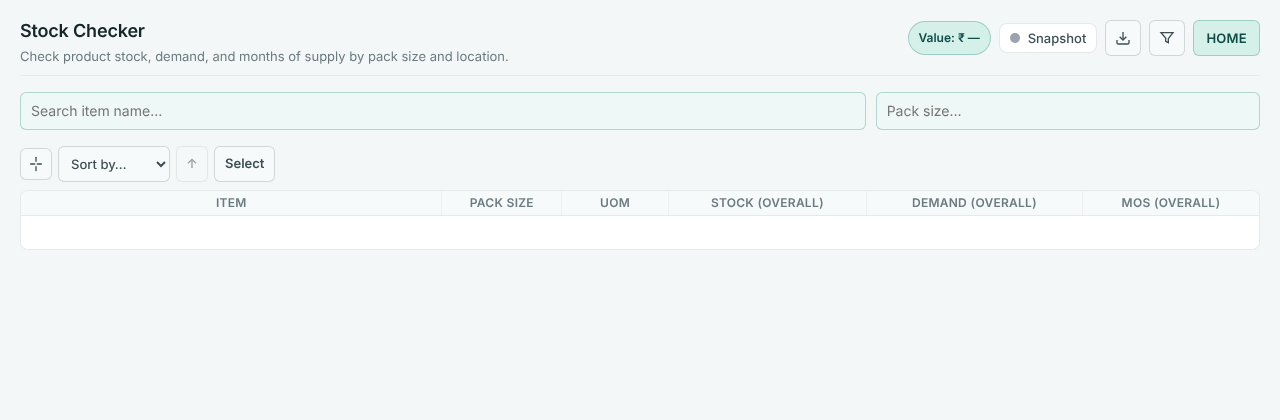 Stock Checker
Check product stock, demand, and months of supply by pack size and location.
Value: ₹ —
Snapshot
HOME
Search item name...
Pack size...
Sort by...
Select
ITEM
PACK SIZE
UOM
STOCK (OVERALL)
DEMAND (OVERALL)
MOS (OVERALL)